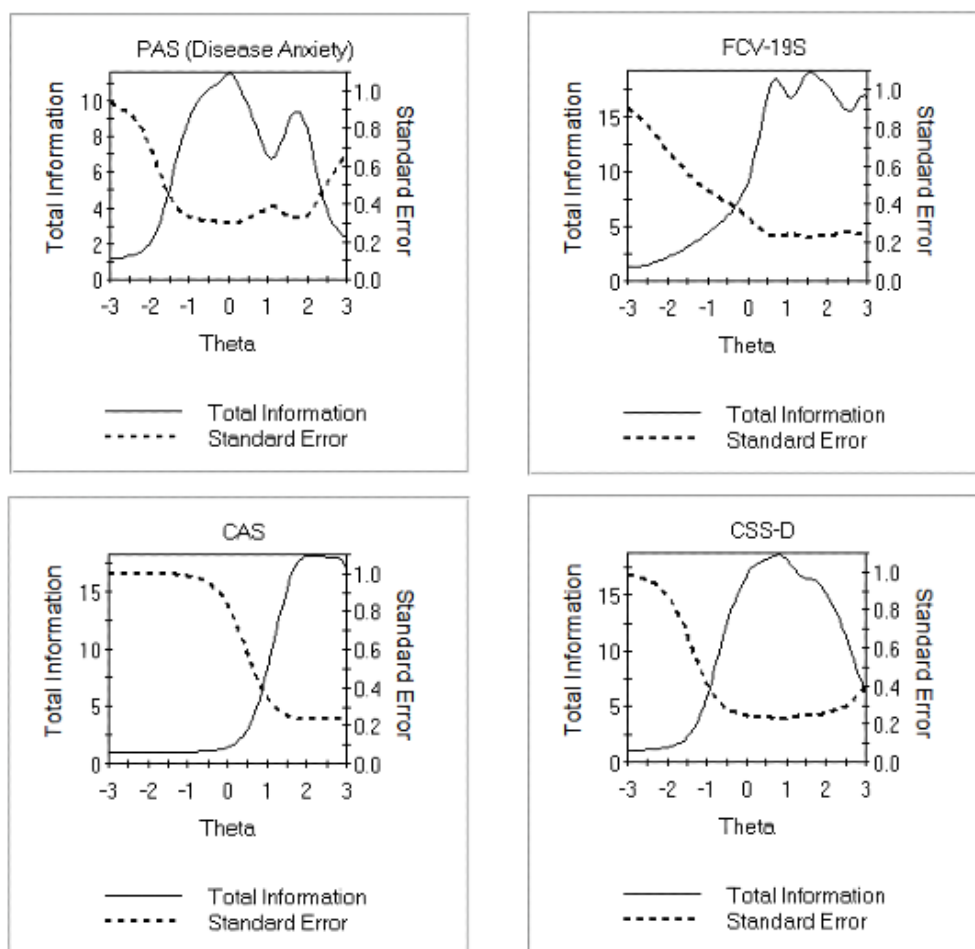 PAS (Disease Anxiety)
Total Information
10
8
6
4
2
0
1.0
0.8
0.6
0.4
0.2
0.0
Standard Error
-3 -2 -1 0 1 2 3
Theta
Total Information
Standard Error
FCV-19S
Total Information
15
10
5
0
1.0
0.8
0.6
0.4
0.2
0.0
Standard Error
-3 -2 -1 0 1 2 3
Theta
Total Information
Standard Error
CAS
Total Information
15
10
5
0
1.0
0.8
0.6
0.4
0.2
0.0
Standard Error
-3 -2 -1 0 1 2 3
Theta
Total Information
Standard Error
CSS-D
Total Information
15
10
5
0
1.0
0.8
0.6
0.4
0.2
0.0
Standard Error
-3 -2 -1 0 1 2 3
Theta
Total Information
Standard Error